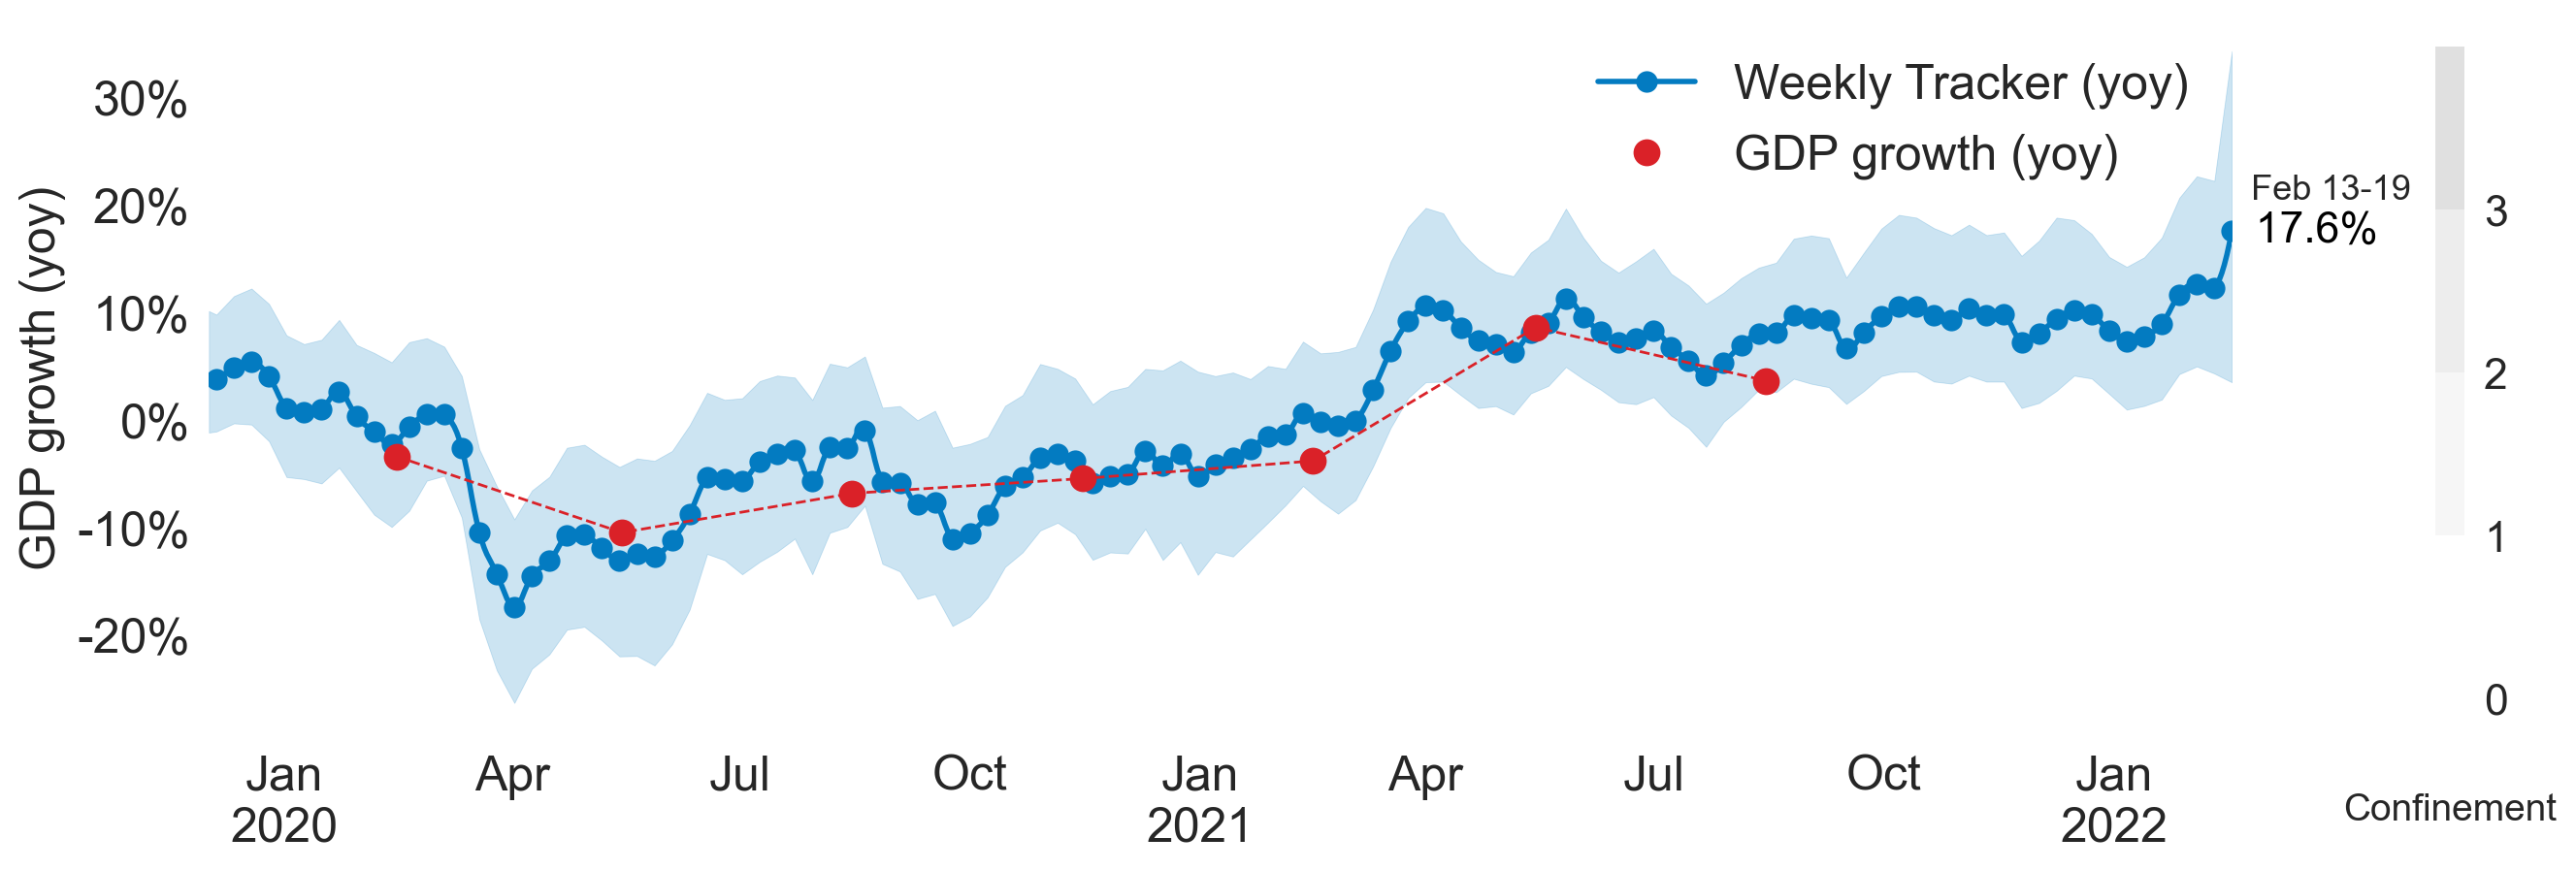 Weekly Tracker (yoy)
GDP growth (yoy)
GDP growth (yoy)
30%
20%
10%
0%
-10%
-20%
Feb 13-19
17.6%
3
2
1
0
Jan
2020
Apr
Jul
Oct
Jan
2021
Apr
Jul
Oct
Jan
2022
Confinement